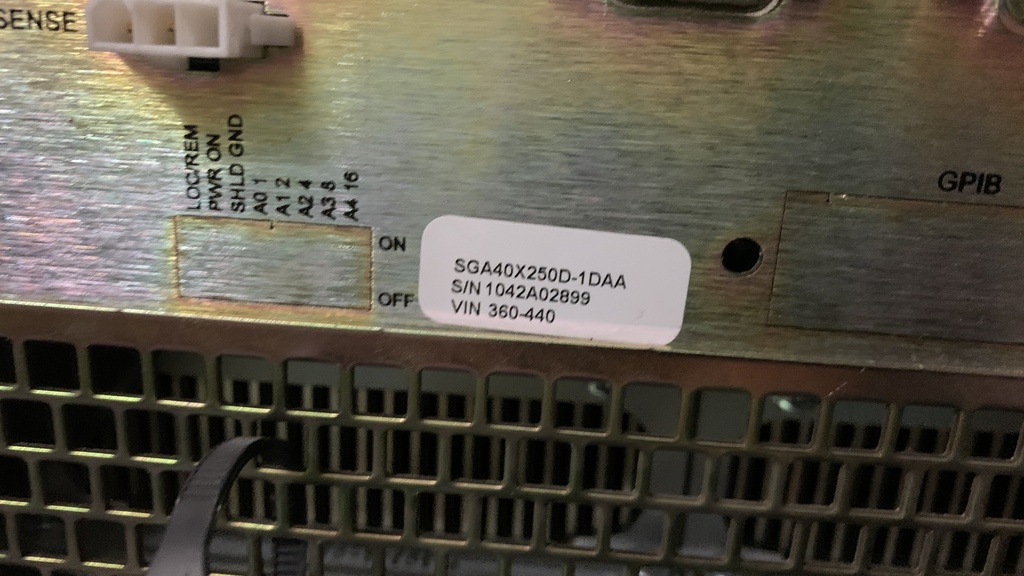 SENSE
LOC/REM
PWR ON
SHLD GND
A0 1
A1 2
A2 4
A3 8
A4 16
ON
OFF
SGA40X250D-1DAA
S/N 1042A02899
VIN 360-440
GPIB